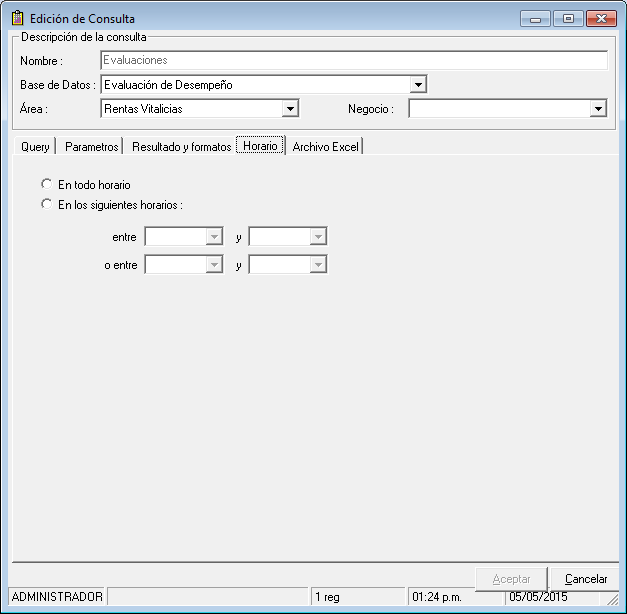 Edición de Consulta
Descripción de la consulta
Nombre : Evaluaciones
Base de Datos : Evaluación de Desempeño
Área : Rentas Vitalicias Negocio :
Query Parametros Resultado y formatos Horario Archivo Excel
En todo horario
En los siguientes horarios :
entre y
o entre y
Aceptar Cancelar
ADMINISTRADOR 1 reg 01:24 p.m. 05/05/2015